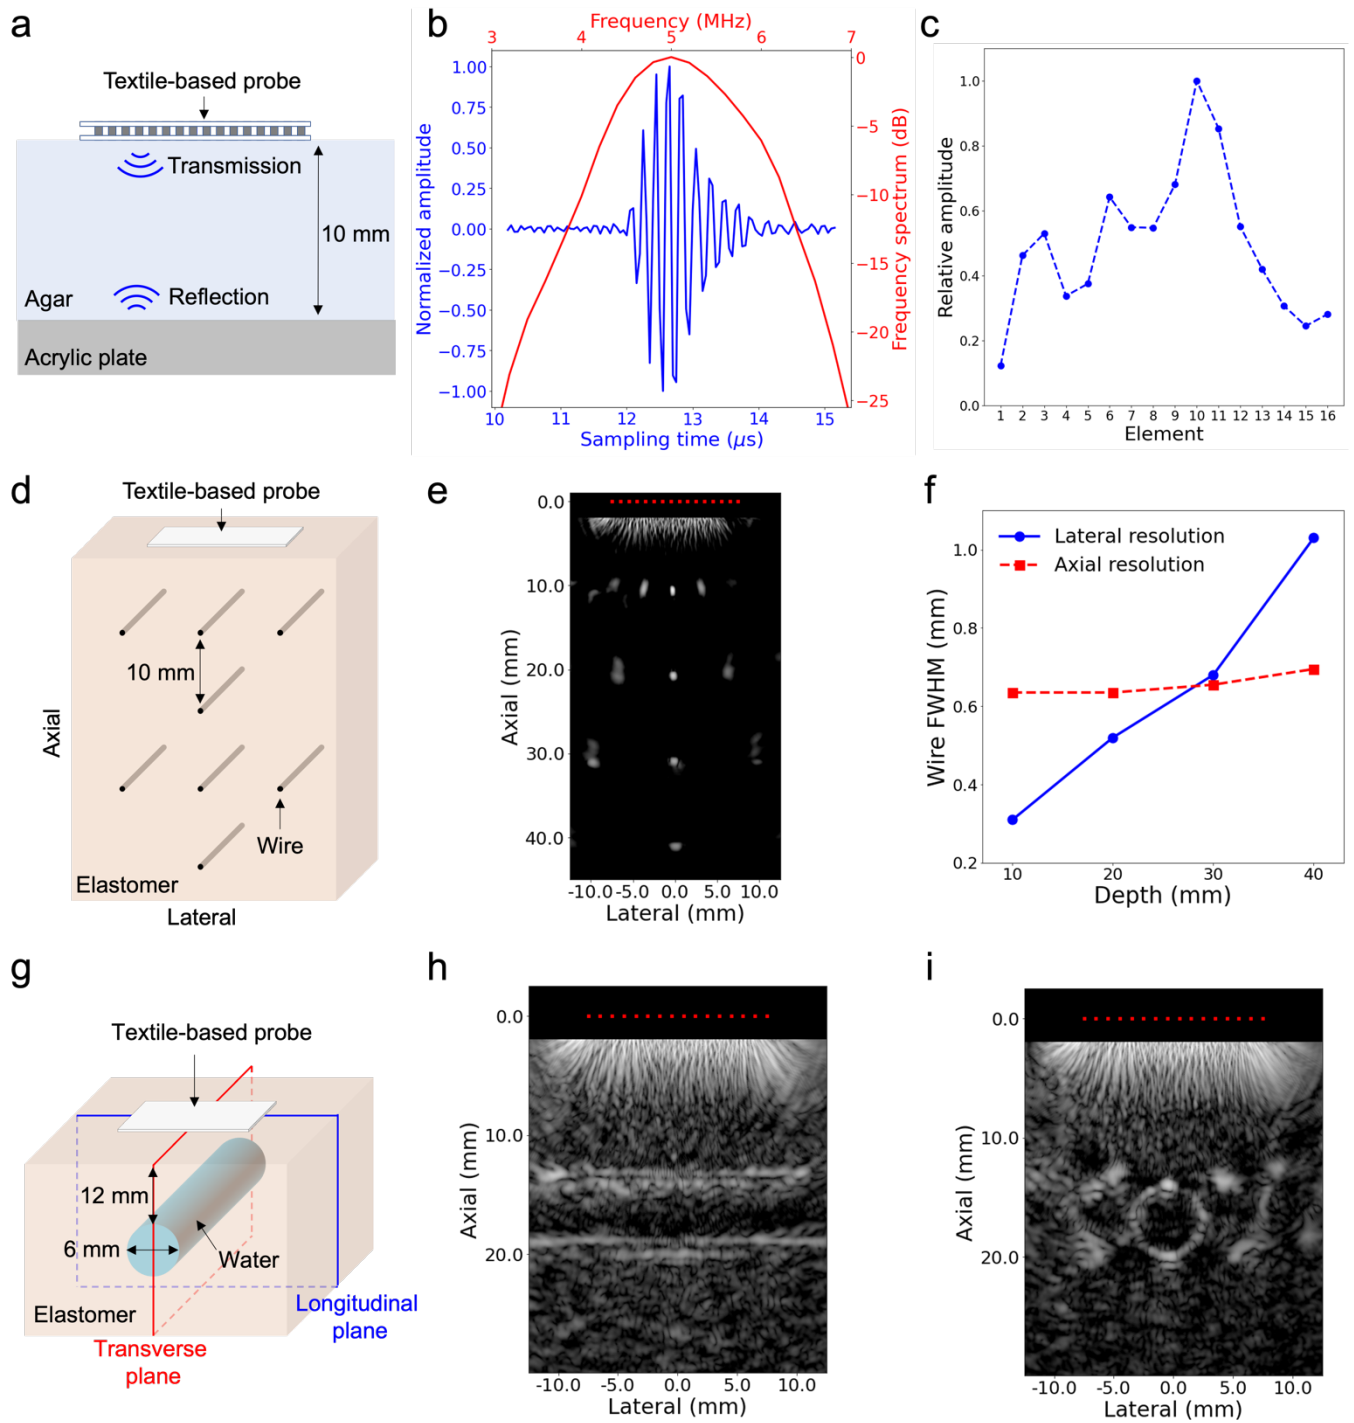 a
Textile-based probe
Transmission
10 mm
Reflection
Agar
Acrylic plate
b
Frequency (MHz)
3 4 5 6 7
Normalized amplitude
1.00
0.75
0.50
0.25
0.00
−0.25
−0.50
−0.75
−1.00
Frequency spectrum (dB)
0
−5
−10
−15
−20
−25
10 11 12 13 14 15
Sampling time (μs)
c
Relative amplitude
1.0
0.8
0.6
0.4
0.2
0.0
1 2 3 4 5 6 7 8 9 10 11 12 13 14 15 16
Element
d
Textile-based probe
10 mm
Axial
Wire
Elastomer
Lateral
e
Axial (mm)
0.0
10.0
20.0
30.0
40.0
-10.0 -5.0 0.0 5.0 10.0
Lateral (mm)
f
Lateral resolution
Axial resolution
Wire FWHM (mm)
1.0
0.8
0.6
0.4
0.2
10 20 30 40
Depth (mm)
g
Textile-based probe
12 mm
6 mm
Water
Elastomer
Longitudinal
plane
Transverse
plane
h
Axial (mm)
0.0
10.0
20.0
-10.0 -5.0 0.0 5.0 10.0
Lateral (mm)
i
Axial (mm)
0.0
10.0
20.0
-10.0 -5.0 0.0 5.0 10.0
Lateral (mm)